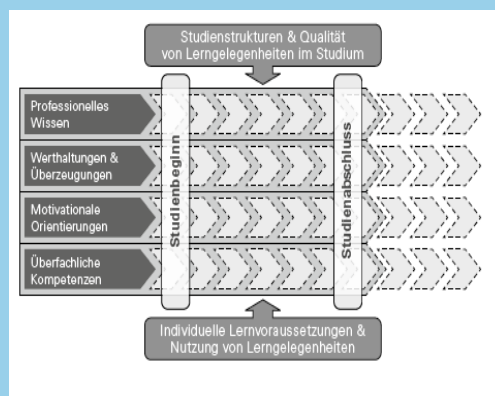 Studienstrukturen & Qualität
von Lerngelegenheiten im Studium
Professionelles
Wissen
Werthaltungen &
Überzeugungen
Motivationale
Orientierungen
Überfachliche
Kompetenzen
Studienbeginn
Studienabschluss
Individuelle Lernvoraussetzungen &
Nutzung von Lerngelegenheiten